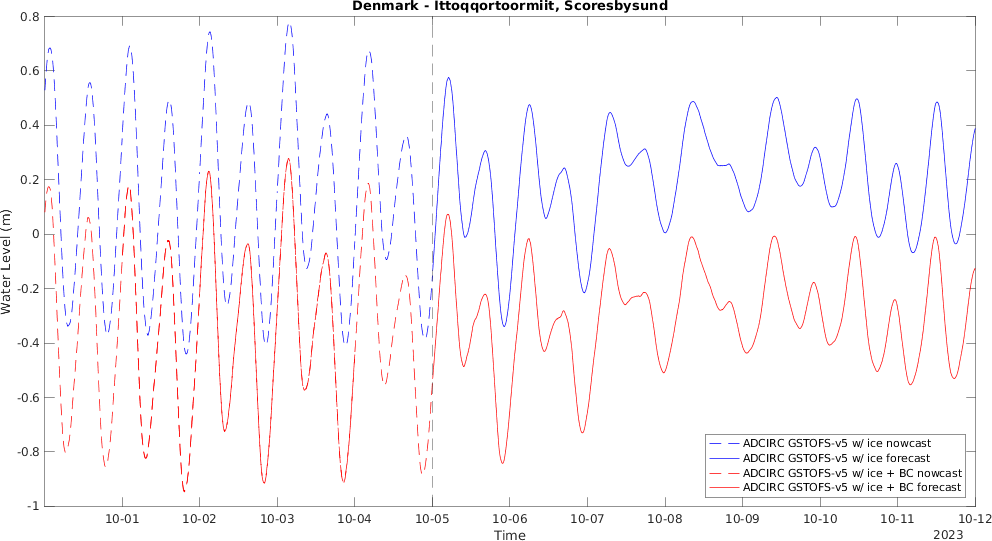 Denmark - Ittoqqortoormiit, Scoresbysund
0.8
0.6
0.4
0.2
0
-0.2
-0.4
-0.6
-0.8
-1
Water Level (m)
ADCIRC GSTOFS-v5 w/ ice nowcast
ADCIRC GSTOFS-v5 w/ ice forecast
ADCIRC GSTOFS-v5 w/ ice + BC nowcast
ADCIRC GSTOFS-v5 w/ ice + BC forecast
10-01 10-02 10-03 10-04 10-05 10-06 10-07 10-08 10-09 10-10 10-11 10-12
Time
2023